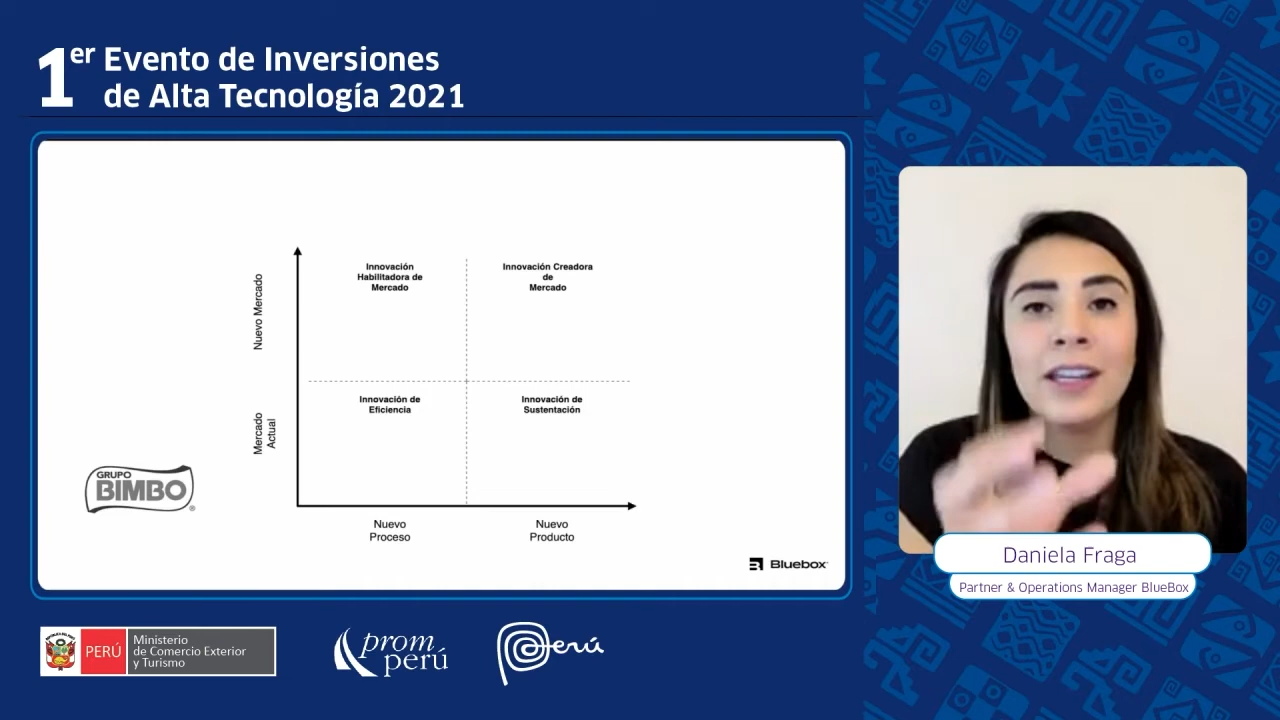 1er Evento de Inversiones
de Alta Tecnología 2021
Innovación
Habilitadora de
Mercado
Innovación Creadora
de
Mercado
Nuevo Mercado
Innovación de
Eficiencia
Innovación de
Sustentación
Mercado
Actual
GRUPO
BIMBO
Nuevo
Proceso
Nuevo
Producto
Bluebox
Daniela Fraga
Partner & Operations Manager BlueBox
PERÚ
Ministerio
de Comercio Exterior
y Turismo
prom
perú
Perú